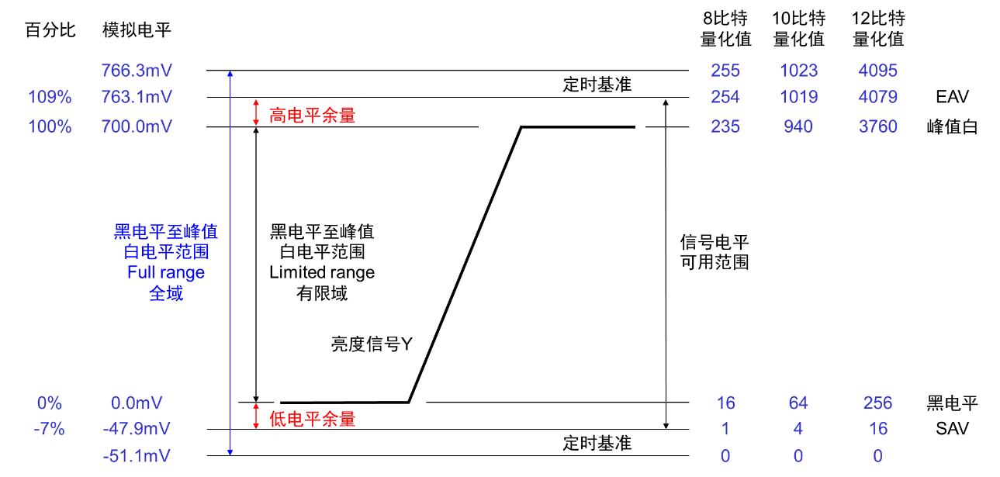 百分比 模拟电平 8比特 10比特 12比特
量化值 量化值 量化值
766.3mV 255 1023 4095
定时基准
109% 763.1mV 254 1019 4079 EAV
高电平余量
100% 700.0mV 235 940 3760 峰值白
黑电平至峰值
白电平范围
Full range
全域
黑电平至峰值
白电平范围
Limited range
有限域
信号电平
可用范围
亮度信号Y
0% 0.0mV 16 64 256 黑电平
低电平余量
-7% -47.9mV 1 4 16 SAV
定时基准
-51.1mV 0 0 0